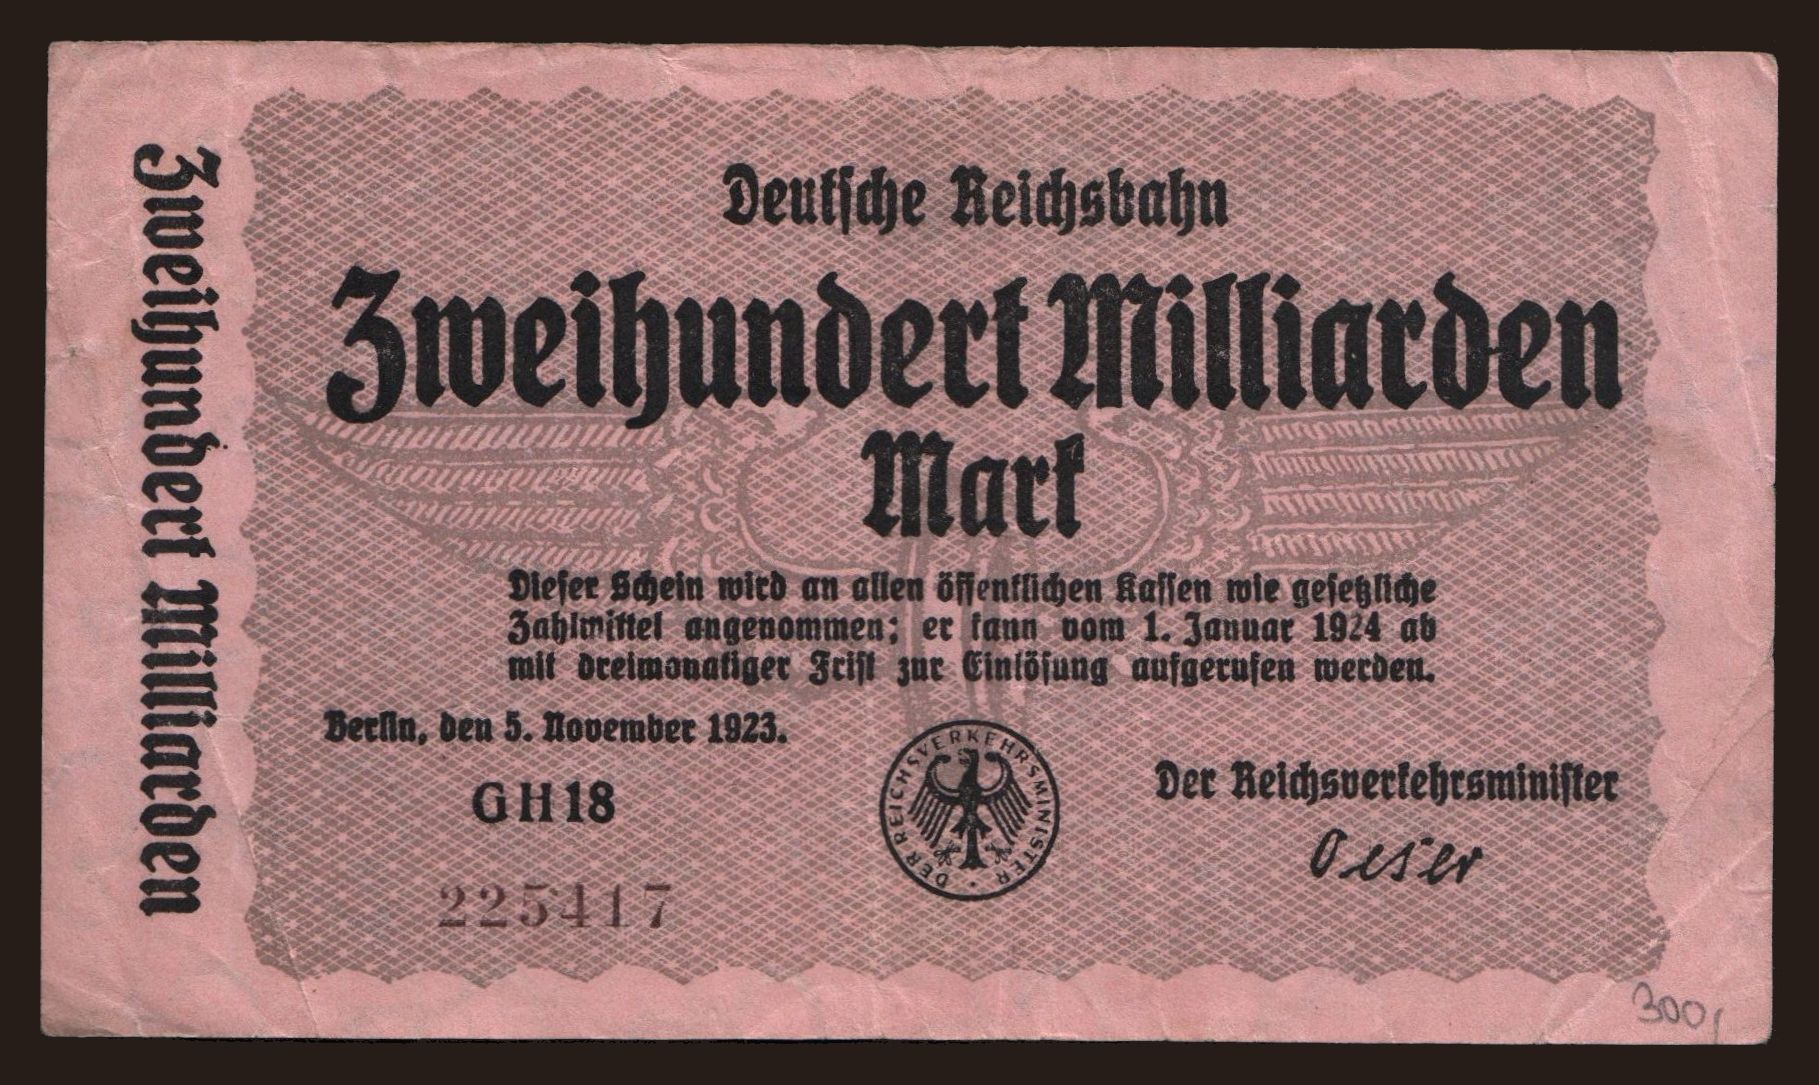 Zweihundert Milliarden
Deutsche Reichsbahn
Zweihundert Milliarden
Mark
Dieser Schein wird an allen öffentlichen Kassen wie gesetzliche
Zahlmittel angenommen; er kann vom 1. Januar 1924 ab
mit dreimonatiger Frist zur Einlösung aufgerufen werden.
Berlin, den 5. November 1923.
GH18
225417
DER REICHSVERKEHRSMINISTER
Der Reichsverkehrsminister
Oeser
300,